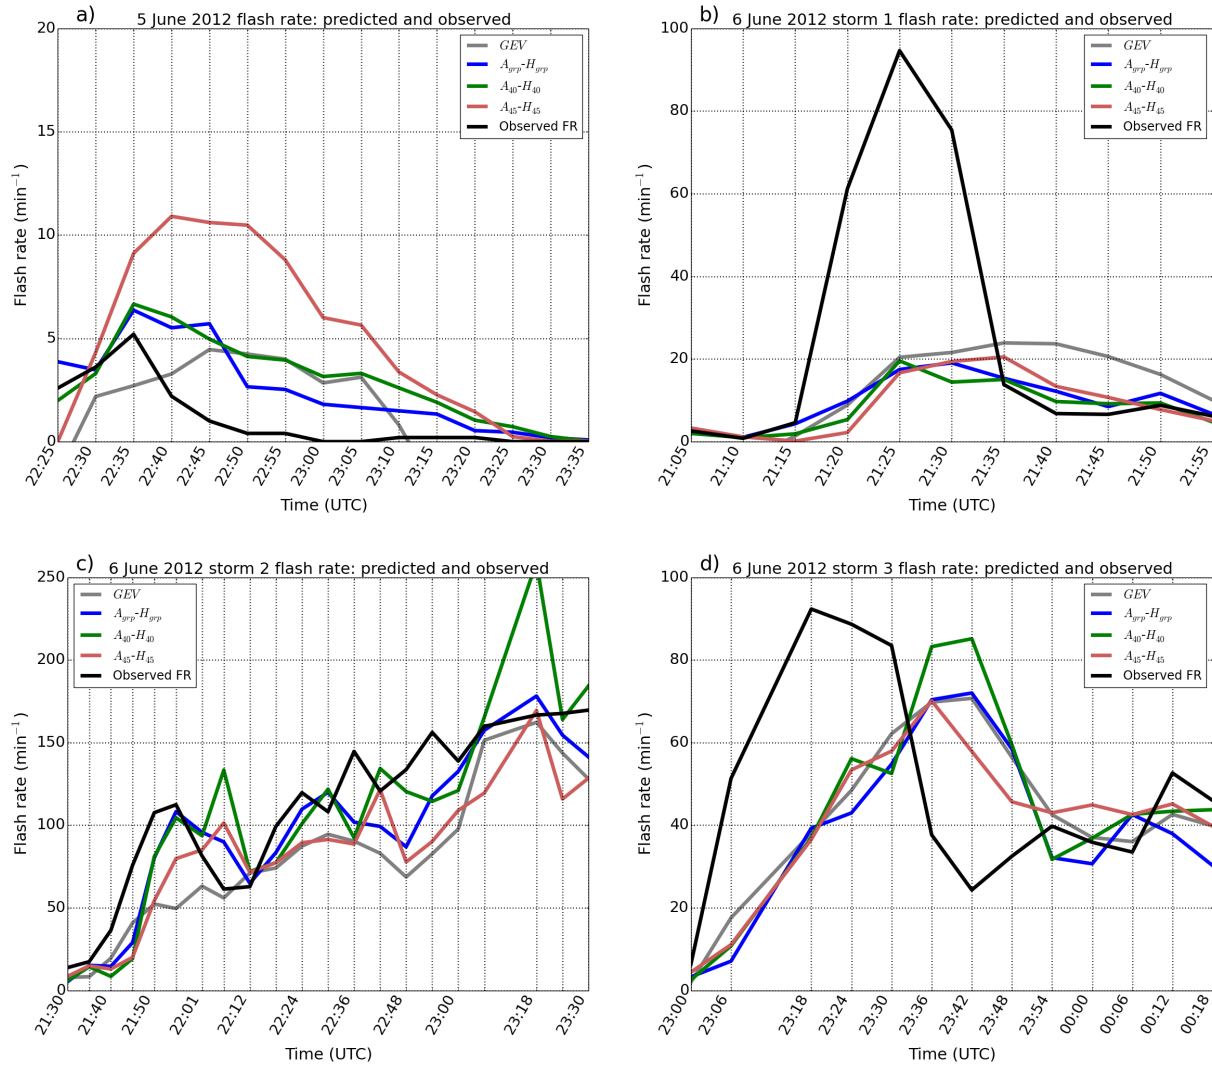 a) 5 June 2012 flash rate: predicted and observed
20
15
10
5
0
Flash rate (min⁻¹)
GEV
A_grp-H_grp
A_40-H_40
A_45-H_45
Observed FR
22:25 22:30 22:35 22:40 22:45 22:50 22:55 23:00 23:05 23:10 23:15 23:20 23:25 23:30 23:35
Time (UTC)
b) 6 June 2012 storm 1 flash rate: predicted and observed
100
80
60
40
20
0
Flash rate (min⁻¹)
GEV
A_grp-H_grp
A_40-H_40
A_45-H_45
Observed FR
21:05 21:10 21:15 21:20 21:25 21:30 21:35 21:40 21:45 21:50 21:55
Time (UTC)
c) 6 June 2012 storm 2 flash rate: predicted and observed
250
200
150
100
50
0
Flash rate (min⁻¹)
GEV
A_grp-H_grp
A_40-H_40
A_45-H_45
Observed FR
21:30 21:40 21:50 22:01 22:12 22:24 22:36 22:48 23:00 23:18 23:30
Time (UTC)
d) 6 June 2012 storm 3 flash rate: predicted and observed
100
80
60
40
20
0
Flash rate (min⁻¹)
GEV
A_grp-H_grp
A_40-H_40
A_45-H_45
Observed FR
23:00 23:06 23:18 23:24 23:30 23:36 23:42 23:48 23:54 00:00 00:06 00:12 00:18
Time (UTC)